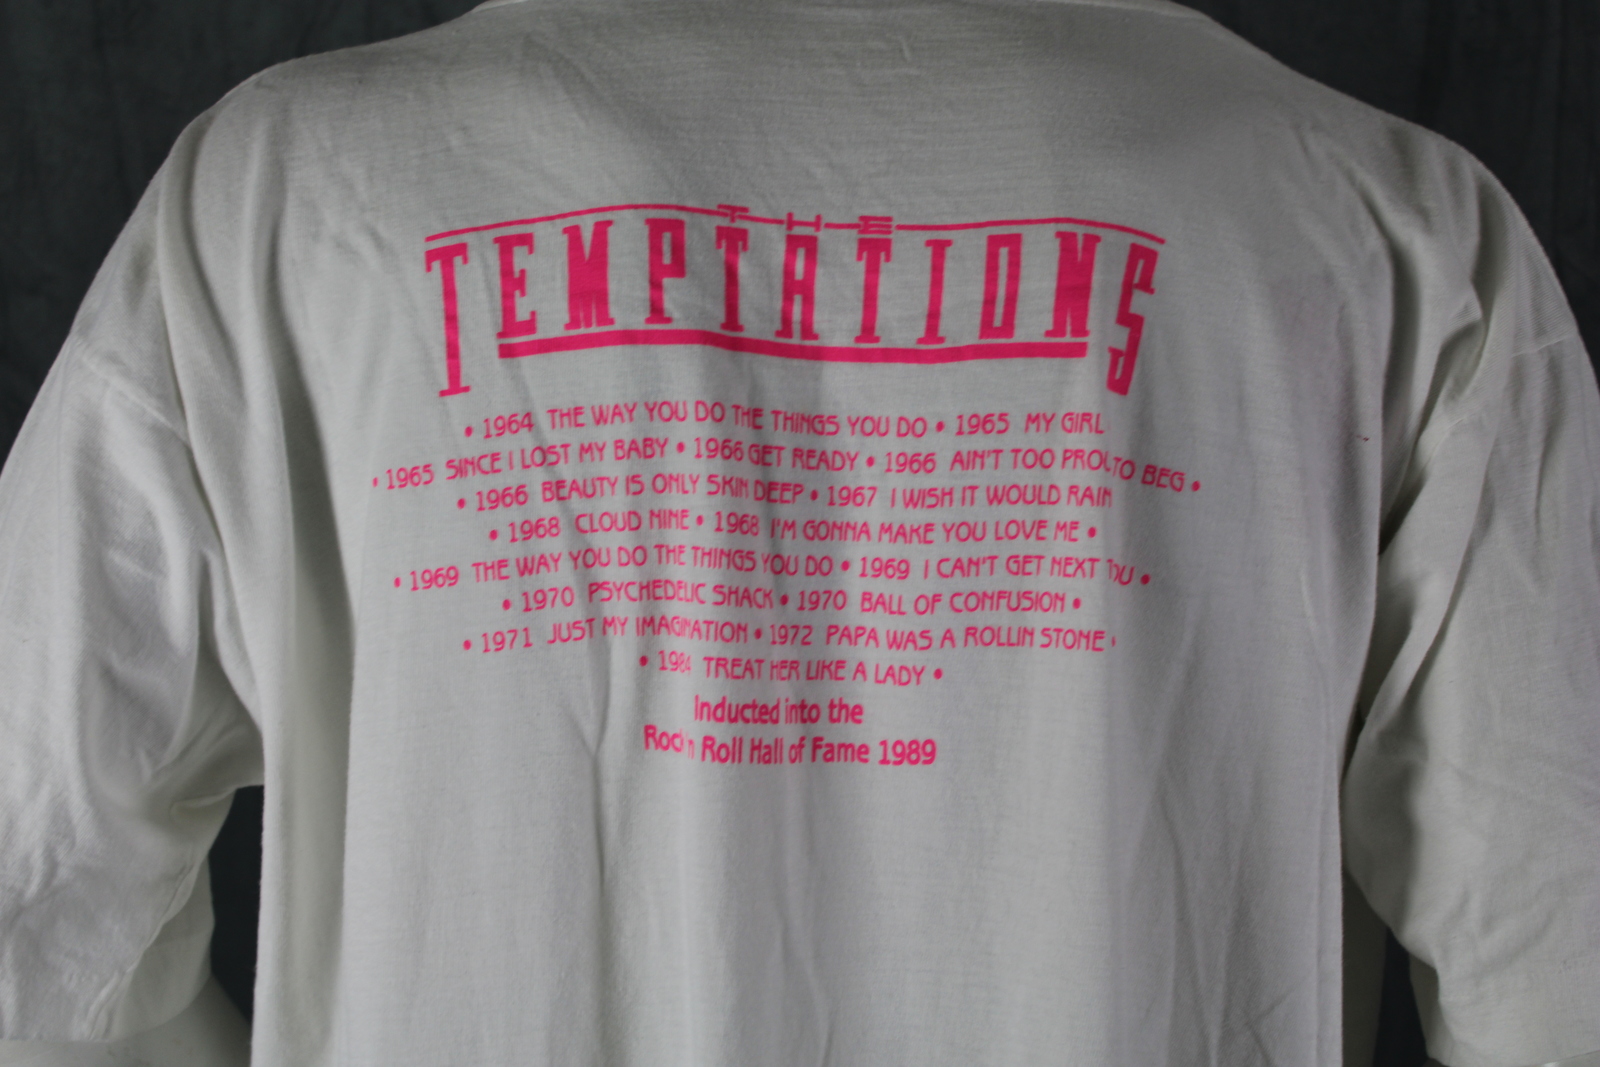 THE
TEMPTATIONS
• 1964 THE WAY YOU DO THE THINGS YOU DO • 1965 MY GIRL
• 1965 SINCE I LOST MY BABY • 1966 GET READY • 1966 AIN'T TOO PROU TO BEG •
• 1966 BEAUTY IS ONLY SKIN DEEP • 1967 I WISH IT WOULD RAIN
• 1968 CLOUD NINE • 1968 I'M GONNA MAKE YOU LOVE ME •
• 1969 THE WAY YOU DO THE THINGS YOU DO • 1969 I CAN'T GET NEXT TO YOU •
• 1970 PSYCHEDELIC SHACK • 1970 BALL OF CONFUSION •
• 1971 JUST MY IMAGINATION • 1972 PAPA WAS A ROLLIN STONE •
• 1984 TREAT HER LIKE A LADY •
Inducted into the
Rock n Roll Hall of Fame 1989